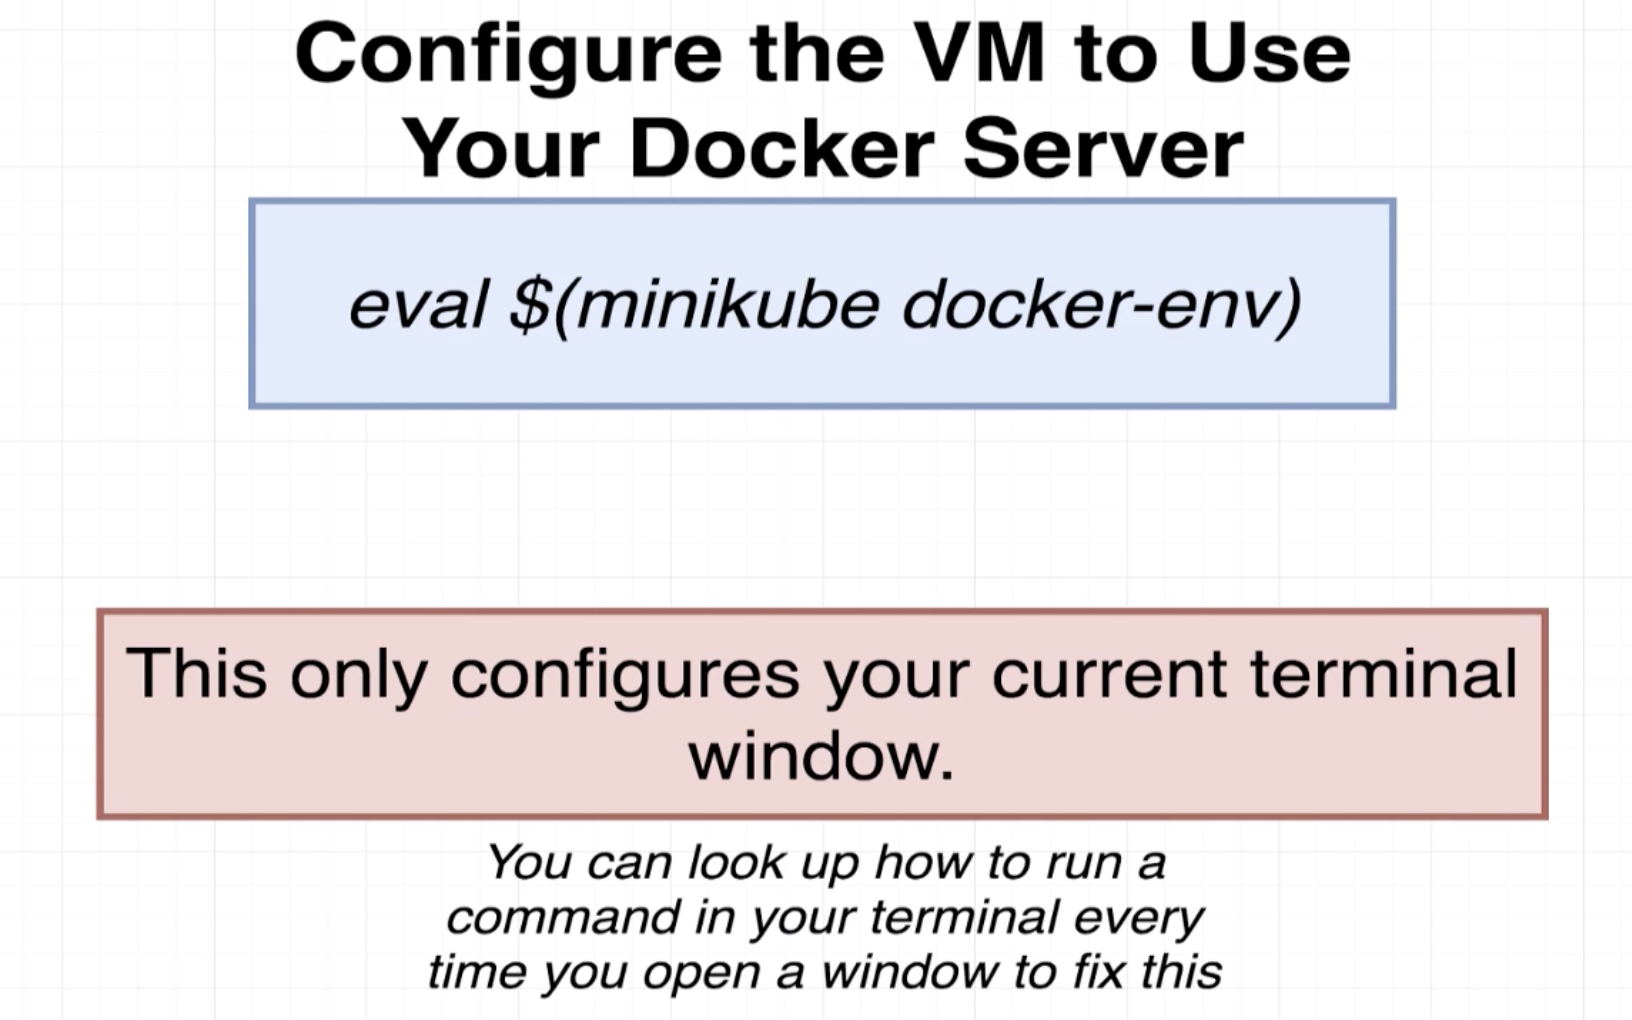 Configure the VM to Use
Your Docker Server
eval $(minikube docker-env)
This only configures your current terminal
window.
You can look up how to run a
command in your terminal every
time you open a window to fix this